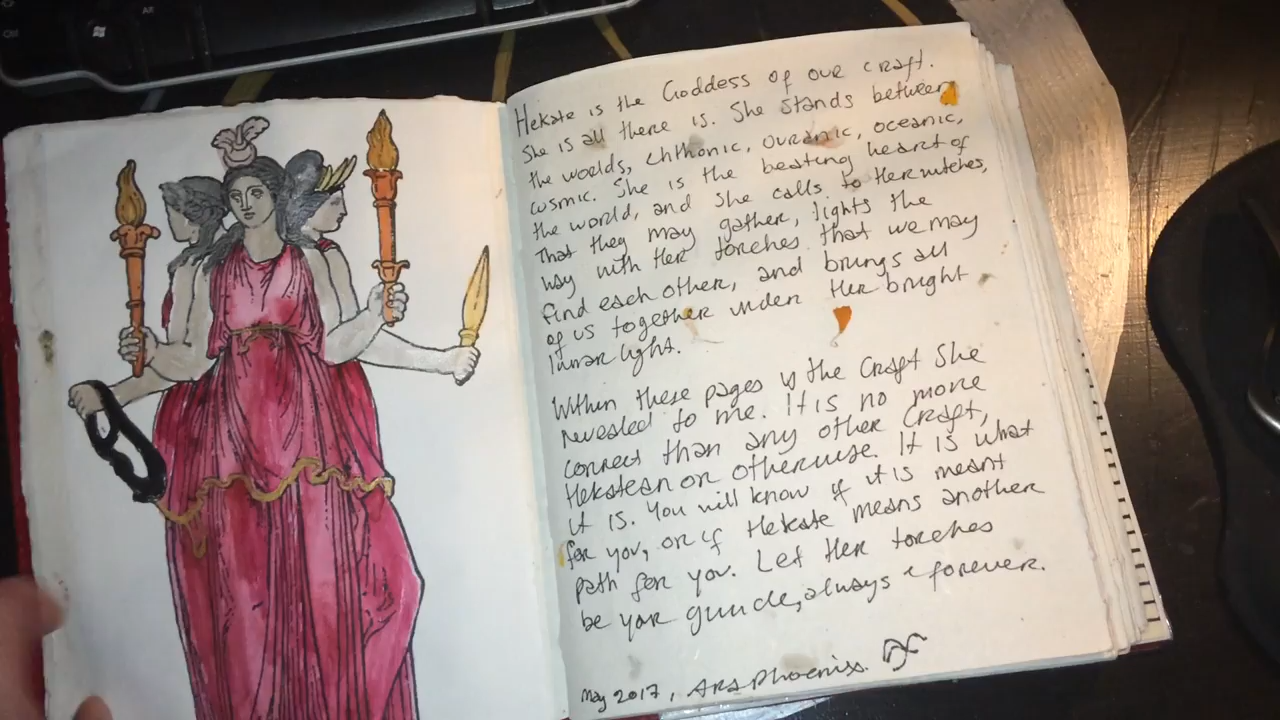 Hekate is the Goddess of our craft.
She is all there is. She stands between
the worlds, chthonic, ouranic, oceanic,
cosmic. She is the beating heart of
the world, and she calls to Her witches,
that they may gather, lights the
way with Her torches that we may
find each other, and brings all
of us together under Her bright
inner light.
Within these pages is the Craft She
revealed to me. It is no more
correct than any other Craft,
Hekatean or otherwise. It is what
it is. You will know if it is meant
for you, or if Hekate means another
path for you. Let Her torches
be your guide, always & forever.
May 2017, Ars Phoenix.